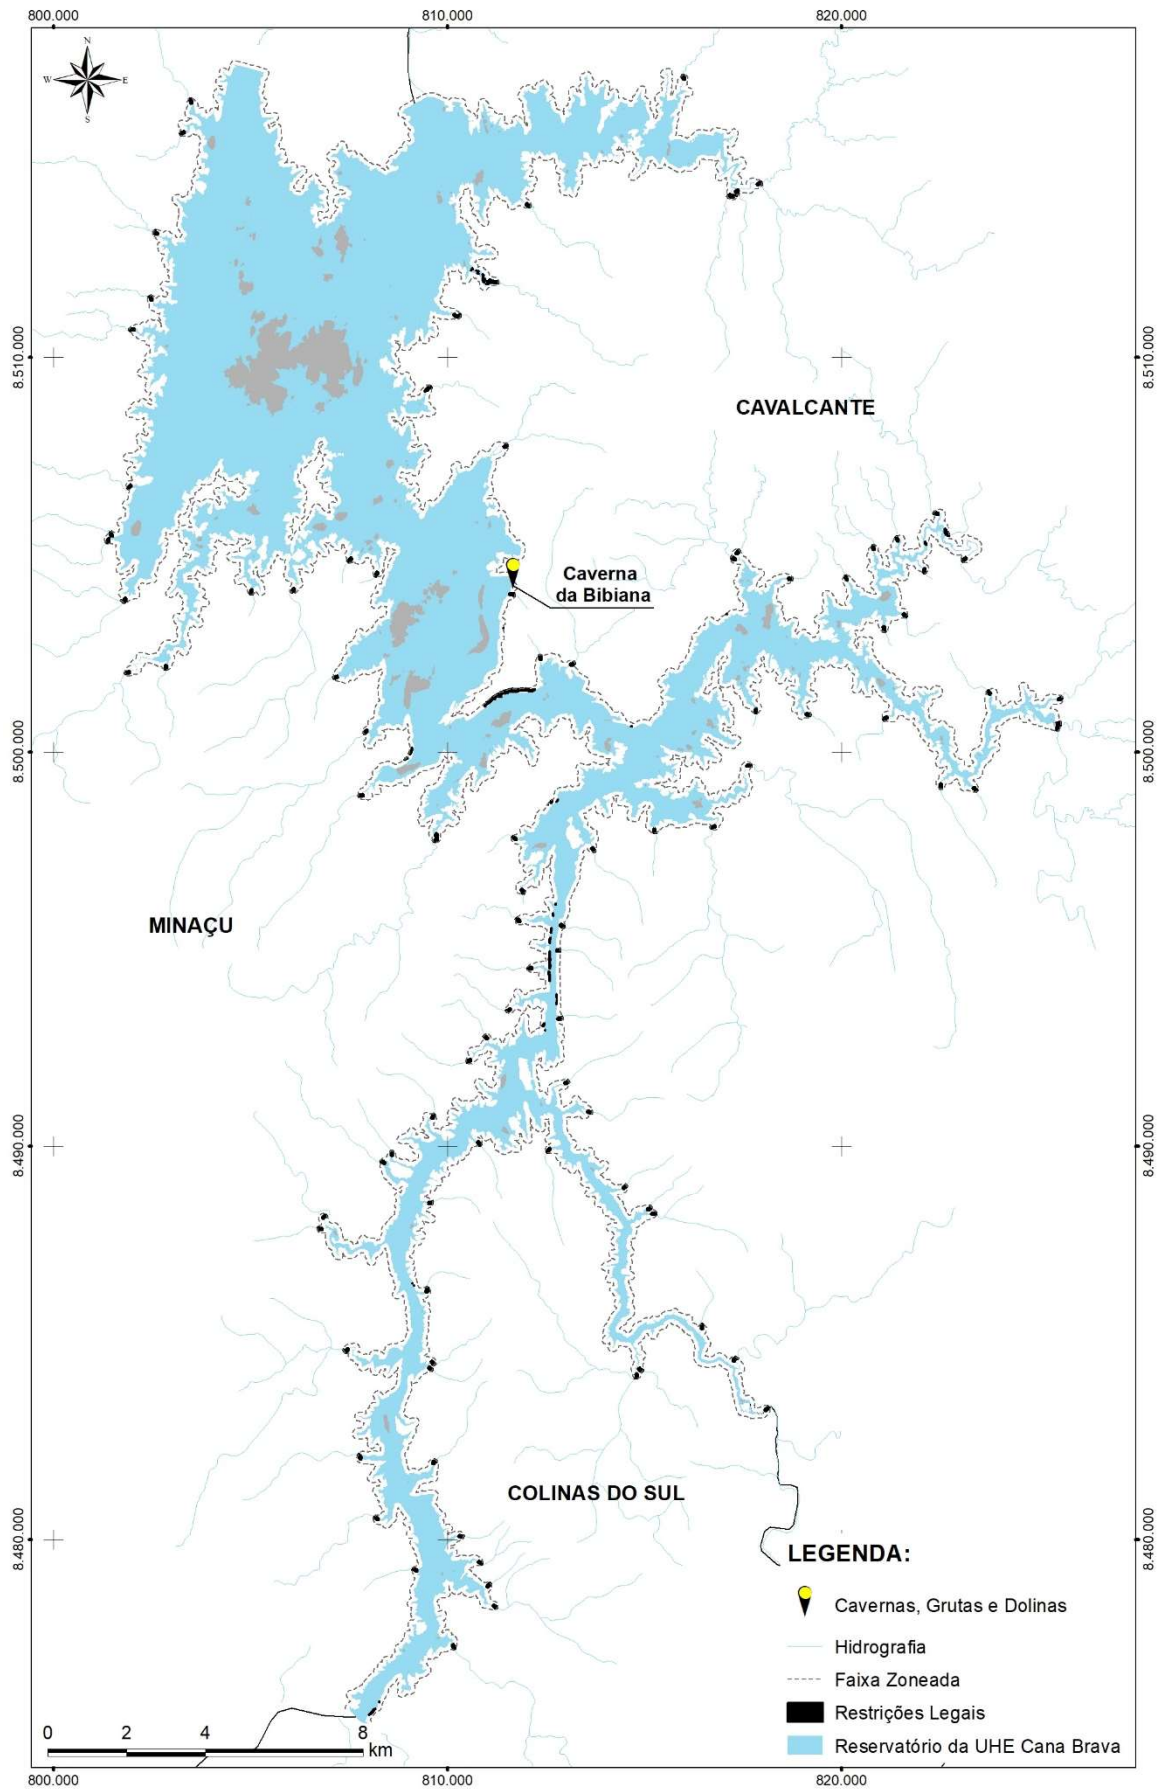 800.000 810.000 820.000
N
W E
S
8.510.000 8.510.000
CAVALCANTE
Caverna
da Bibiana
8.500.000 8.500.000
MINAÇU
8.490.000 8.490.000
COLINAS DO SUL
8.480.000 8.480.000
LEGENDA:
Cavernas, Grutas e Dolinas
Hidrografia
Faixa Zoneada
Restrições Legais
Reservatório da UHE Cana Brava
0 2 4 8
km
800.000 810.000 820.000